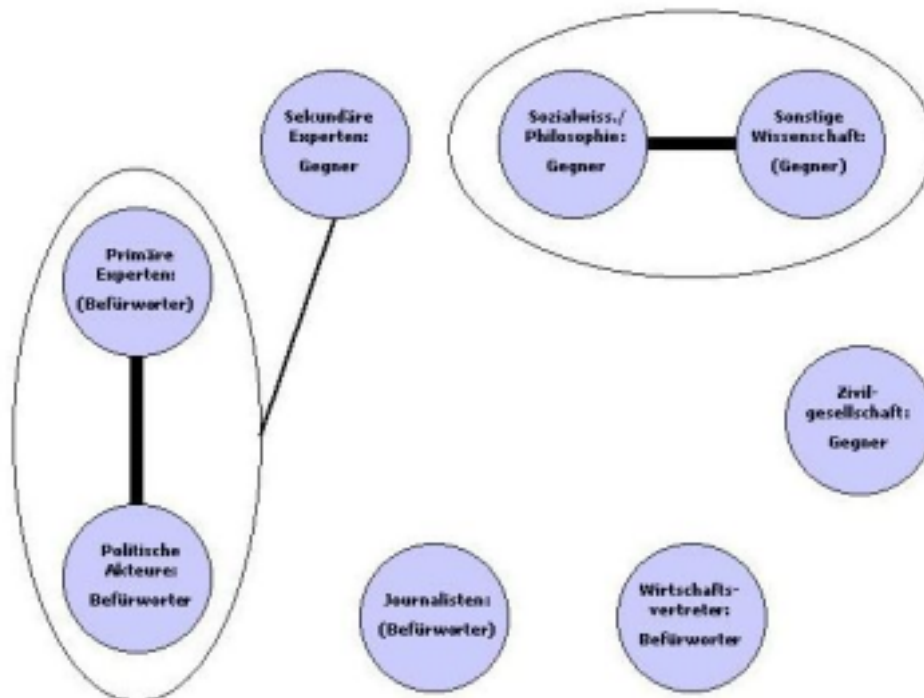 Sekundäre
Experten:
Gegner
Sozialwiss./
Philosophie:
Gegner
Sonstige
Wissenschaft:
(Gegner)
Primäre
Experten:
(Befürworter)
Zivil-
gesellschaft:
Gegner
Politische
Akteure:
Befürworter
Journalisten:
(Befürworter)
Wirtschafts-
vertreter:
Befürworter